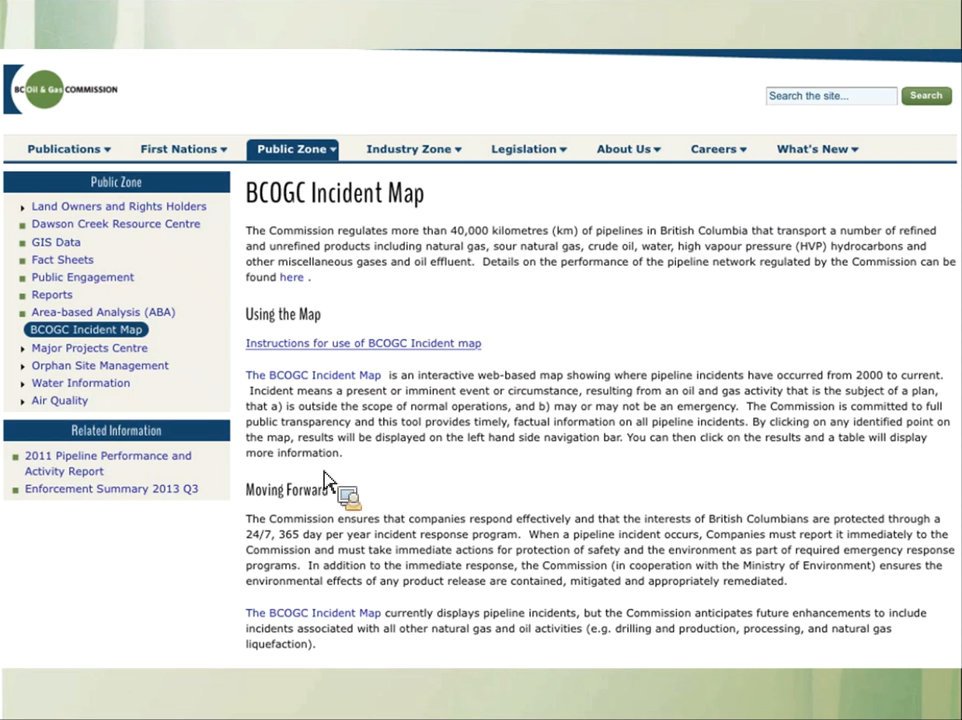 BC Oil & Gas COMMISSION
Search the site...
Search
Publications
First Nations
Public Zone
Industry Zone
Legislation
About Us
Careers
What's New
Public Zone
Land Owners and Rights Holders
Dawson Creek Resource Centre
GIS Data
Fact Sheets
Public Engagement
Reports
Area-based Analysis (ABA)
BCOGC Incident Map
Major Projects Centre
Orphan Site Management
Water Information
Air Quality
Related Information
2011 Pipeline Performance and
Activity Report
Enforcement Summary 2013 Q3
BCOGC Incident Map
The Commission regulates more than 40,000 kilometres (km) of pipelines in British Columbia that transport a number of refined
and unrefined products including natural gas, sour natural gas, crude oil, water, high vapour pressure (HVP) hydrocarbons and
other miscellaneous gases and oil effluent.  Details on the performance of the pipeline network regulated by the Commission can be
found here .
Using the Map
Instructions for use of BCOGC Incident map
The BCOGC Incident Map  is an interactive web-based map showing where pipeline incidents have occurred from 2000 to current.
Incident means a present or imminent event or circumstance, resulting from an oil and gas activity that is the subject of a plan,
that a) is outside the scope of normal operations, and b) may or may not be an emergency.  The Commission is committed to full
public transparency and this tool provides timely, factual information on all pipeline incidents. By clicking on any identified point on
the map, results will be displayed on the left hand side navigation bar. You can then click on the results and a table will display
more information.
Moving Forward
The Commission ensures that companies respond effectively and that the interests of British Columbians are protected through a
24/7, 365 day per year incident response program.  When a pipeline incident occurs, Companies must report it immediately to the
Commission and must take immediate actions for protection of safety and the environment as part of required emergency response
programs.  In addition to the immediate response, the Commission (in cooperation with the Ministry of Environment) ensures the
environmental effects of any product release are contained, mitigated and appropriately remediated.
The BCOGC Incident Map currently displays pipeline incidents, but the Commission anticipates future enhancements to include
incidents associated with all other natural gas and oil activities (e.g. drilling and production, processing, and natural gas
liquefaction).